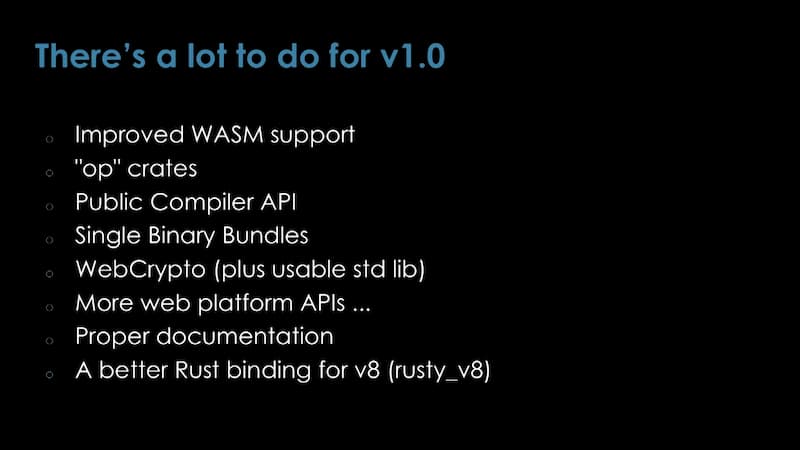 There’s a lot to do for v1.0
Improved WASM support
"op" crates
Public Compiler API
Single Binary Bundles
WebCrypto (plus usable std lib)
More web platform APIs ...
Proper documentation
A better Rust binding for v8 (rusty_v8)